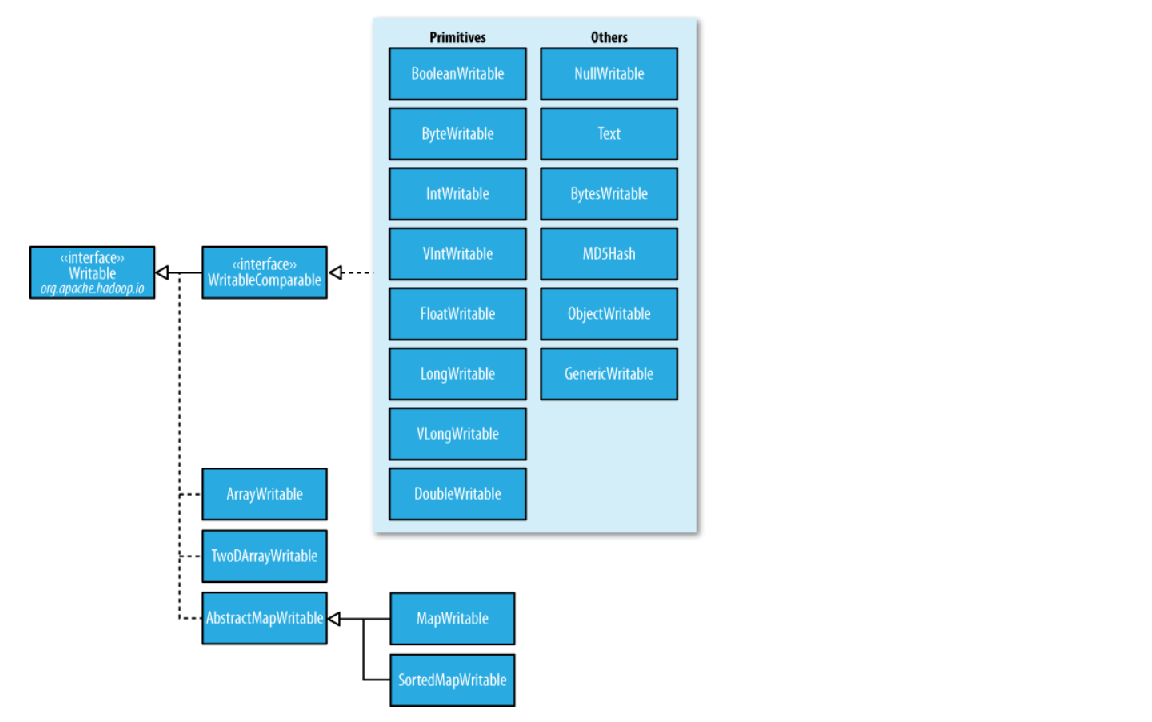 Primitives
Others
BooleanWritable
NullWritable
ByteWritable
Text
IntWritable
BytesWritable
VIntWritable
MD5Hash
‹‹interface››
Writable
org.apache.hadoop.io
‹‹interface››
WritableComparable
FloatWritable
ObjectWritable
LongWritable
GenericWritable
VLongWritable
DoubleWritable
ArrayWritable
TwoDArrayWritable
AbstractMapWritable
MapWritable
SortedMapWritable